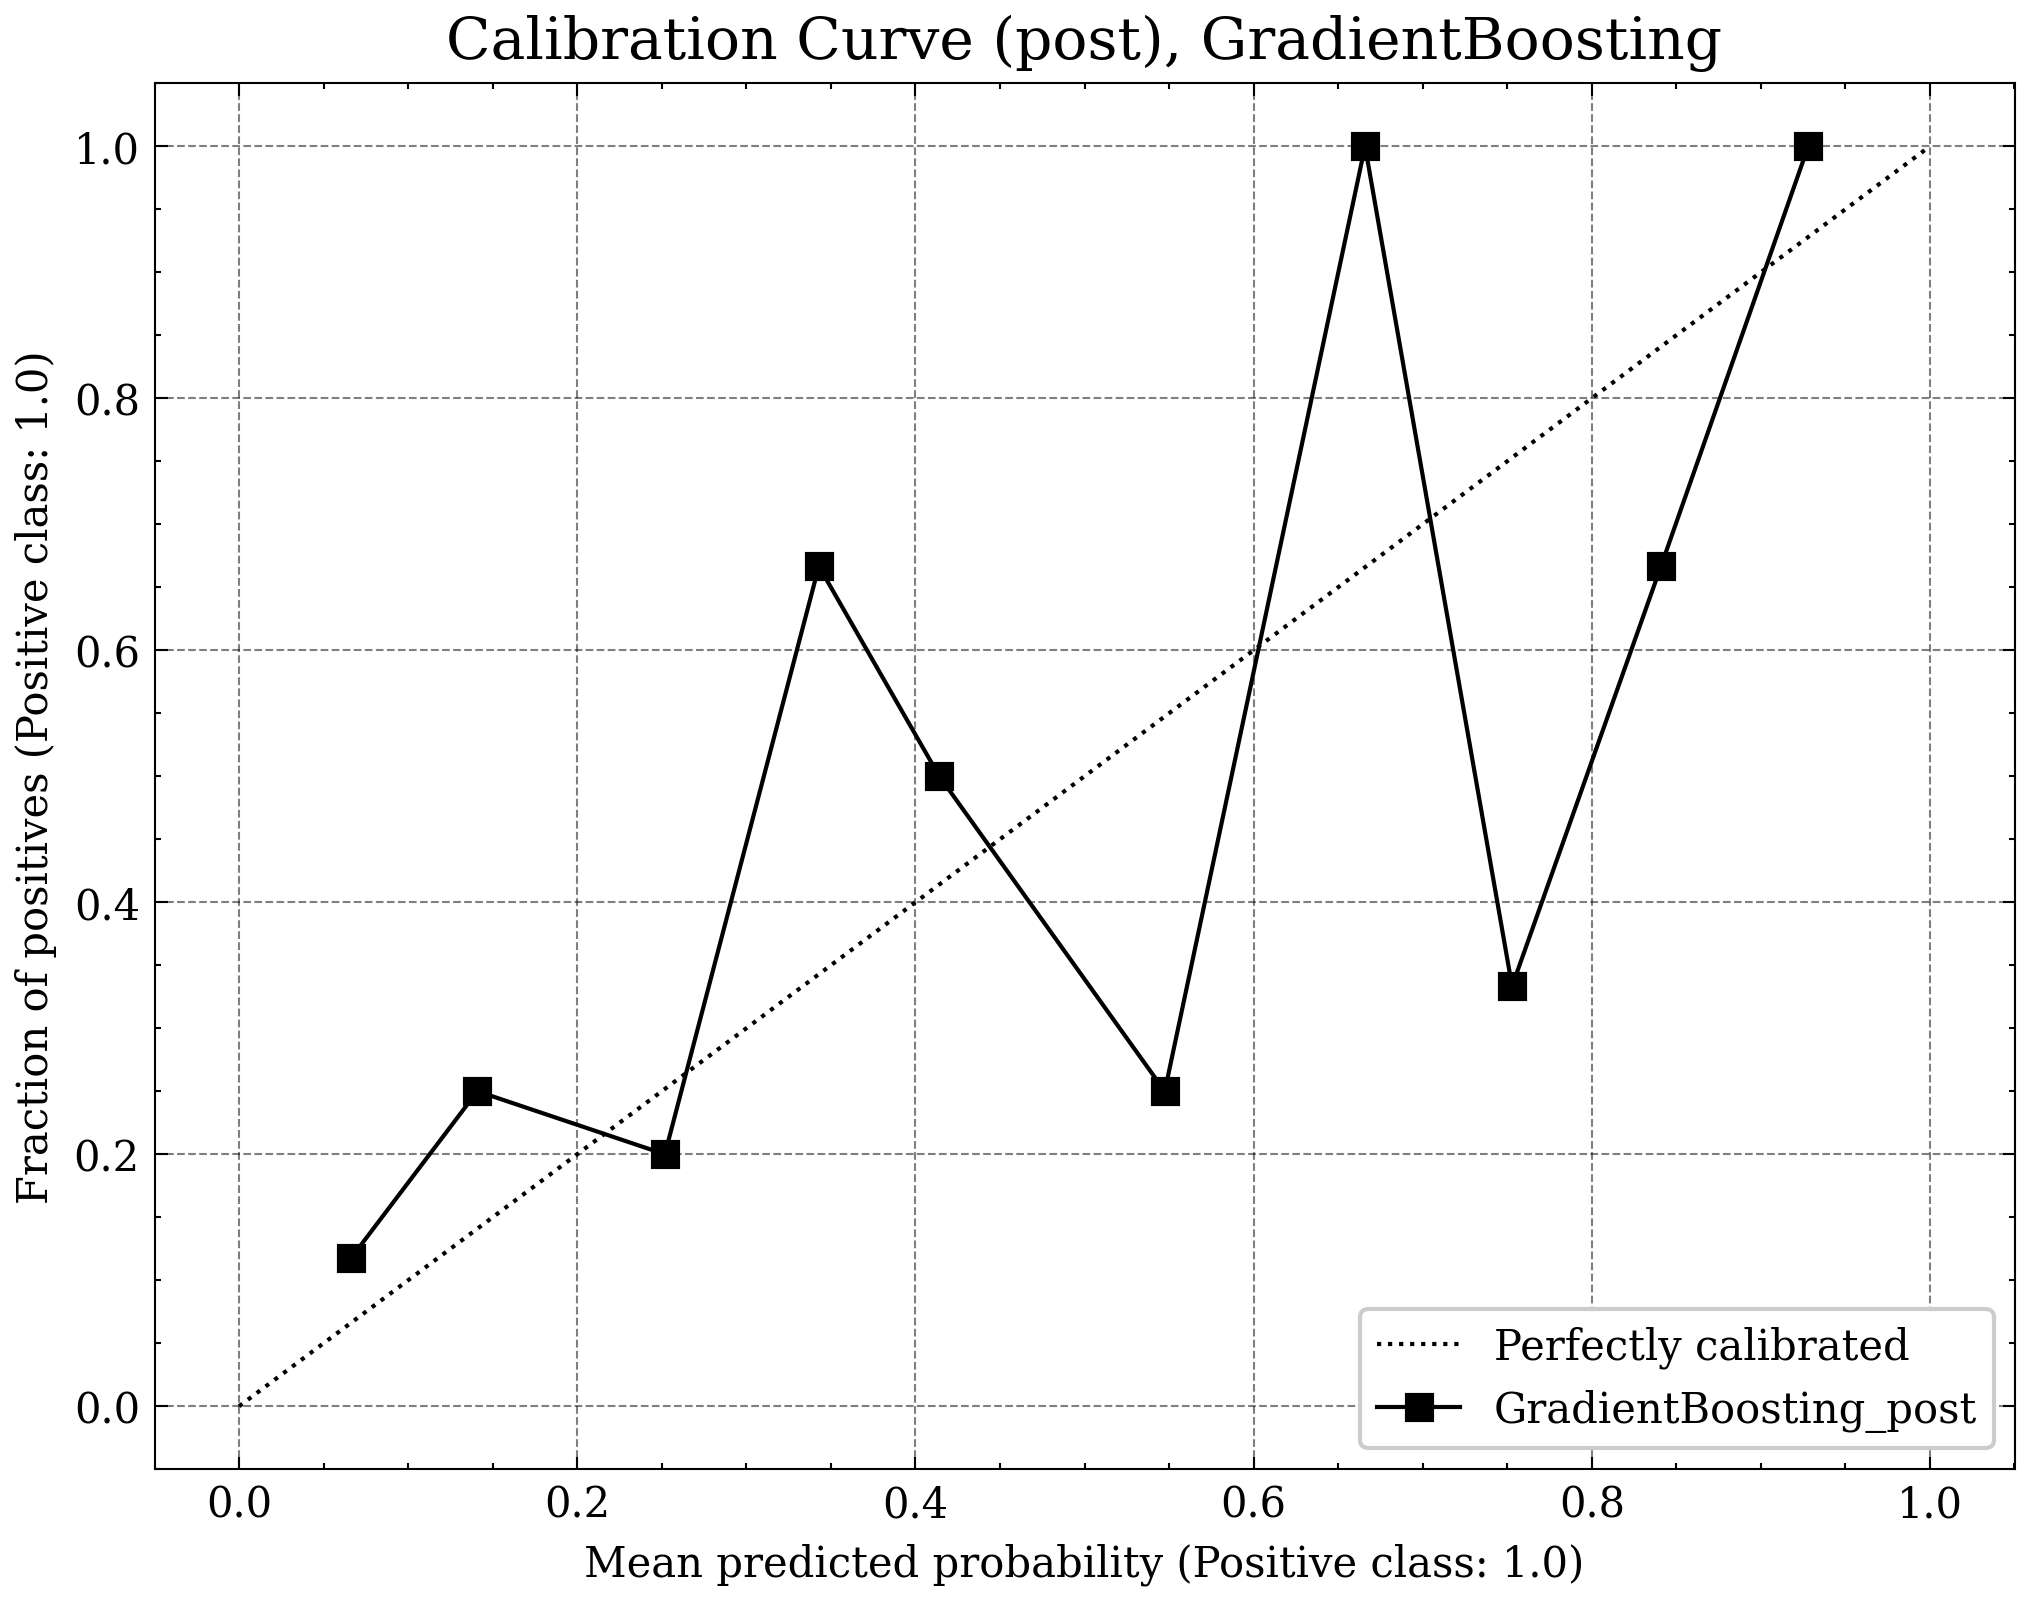 Calibration Curve (post), GradientBoosting
Fraction of positives (Positive class: 1.0)
1.0
0.8
0.6
0.4
0.2
0.0
0.0 0.2 0.4 0.6 0.8 1.0
Mean predicted probability (Positive class: 1.0)
Perfectly calibrated
GradientBoosting_post